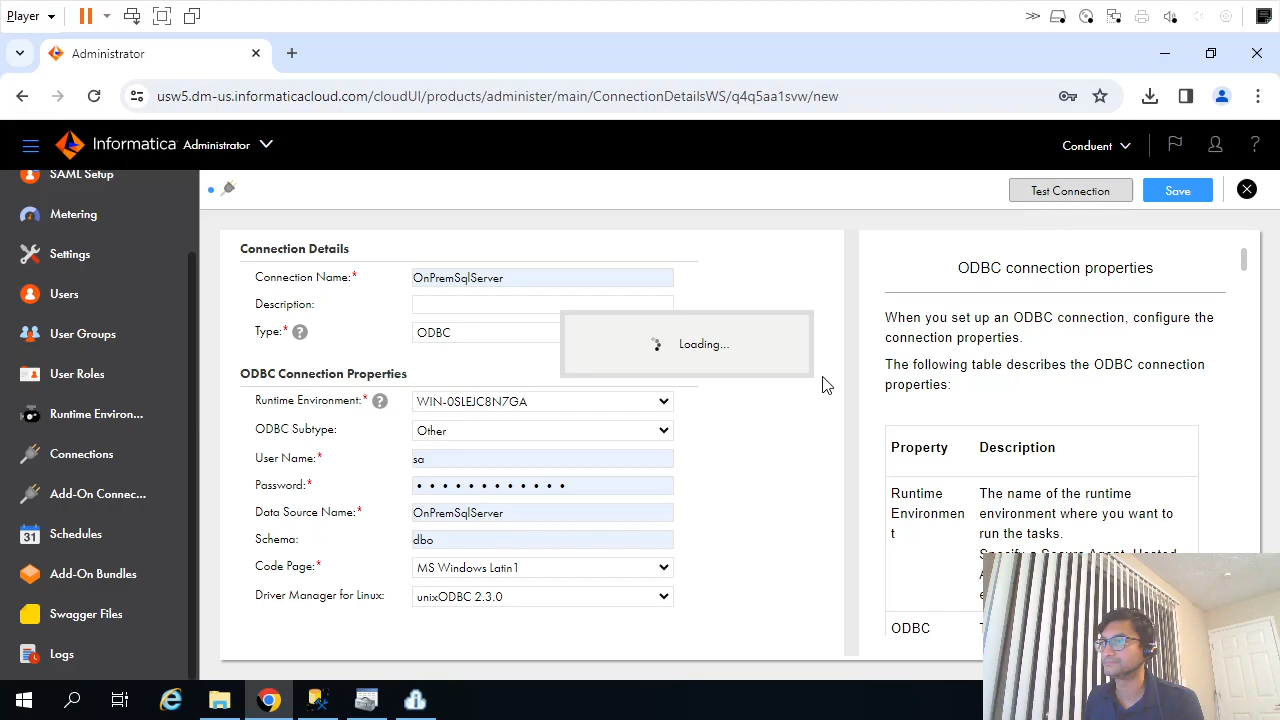 Player
Administrator
usw5.dm-us.informaticacloud.com/cloudUI/products/administer/main/ConnectionDetailsWS/q4q5aa1svw/new
Informatica Administrator
Conduent
SAML Setup
Metering
Settings
Users
User Groups
User Roles
Runtime Environ...
Connections
Add-On Connec...
Schedules
31
Add-On Bundles
Swagger Files
Logs
Test Connection
Save
Connection Details
Connection Name:* OnPremSqlServer
Description:
Type:* ? ODBC
Loading...
ODBC Connection Properties
Runtime Environment:* ? WIN-0SLEJC8N7GA
ODBC Subtype: Other
User Name:* sa
Password:* • • • • • • • • • • • •
Data Source Name:* OnPremSqlServer
Schema: dbo
Code Page:* MS Windows Latin1
Driver Manager for Linux: unixODBC 2.3.0
ODBC connection properties
When you set up an ODBC connection, configure the
connection properties.
The following table describes the ODBC connection
properties:
Property Description
Runtime The name of the runtime
Environmen environment where you want to
t run the tasks.
ODBC